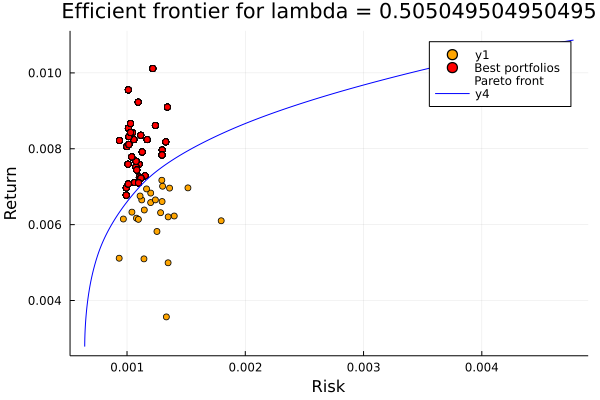 Efficient frontier for lambda = 0.505049504950495
y1
Best portfolios
Pareto front
y4
Return
0.010
0.008
0.006
0.004
0.001
0.002
0.003
0.004
Risk